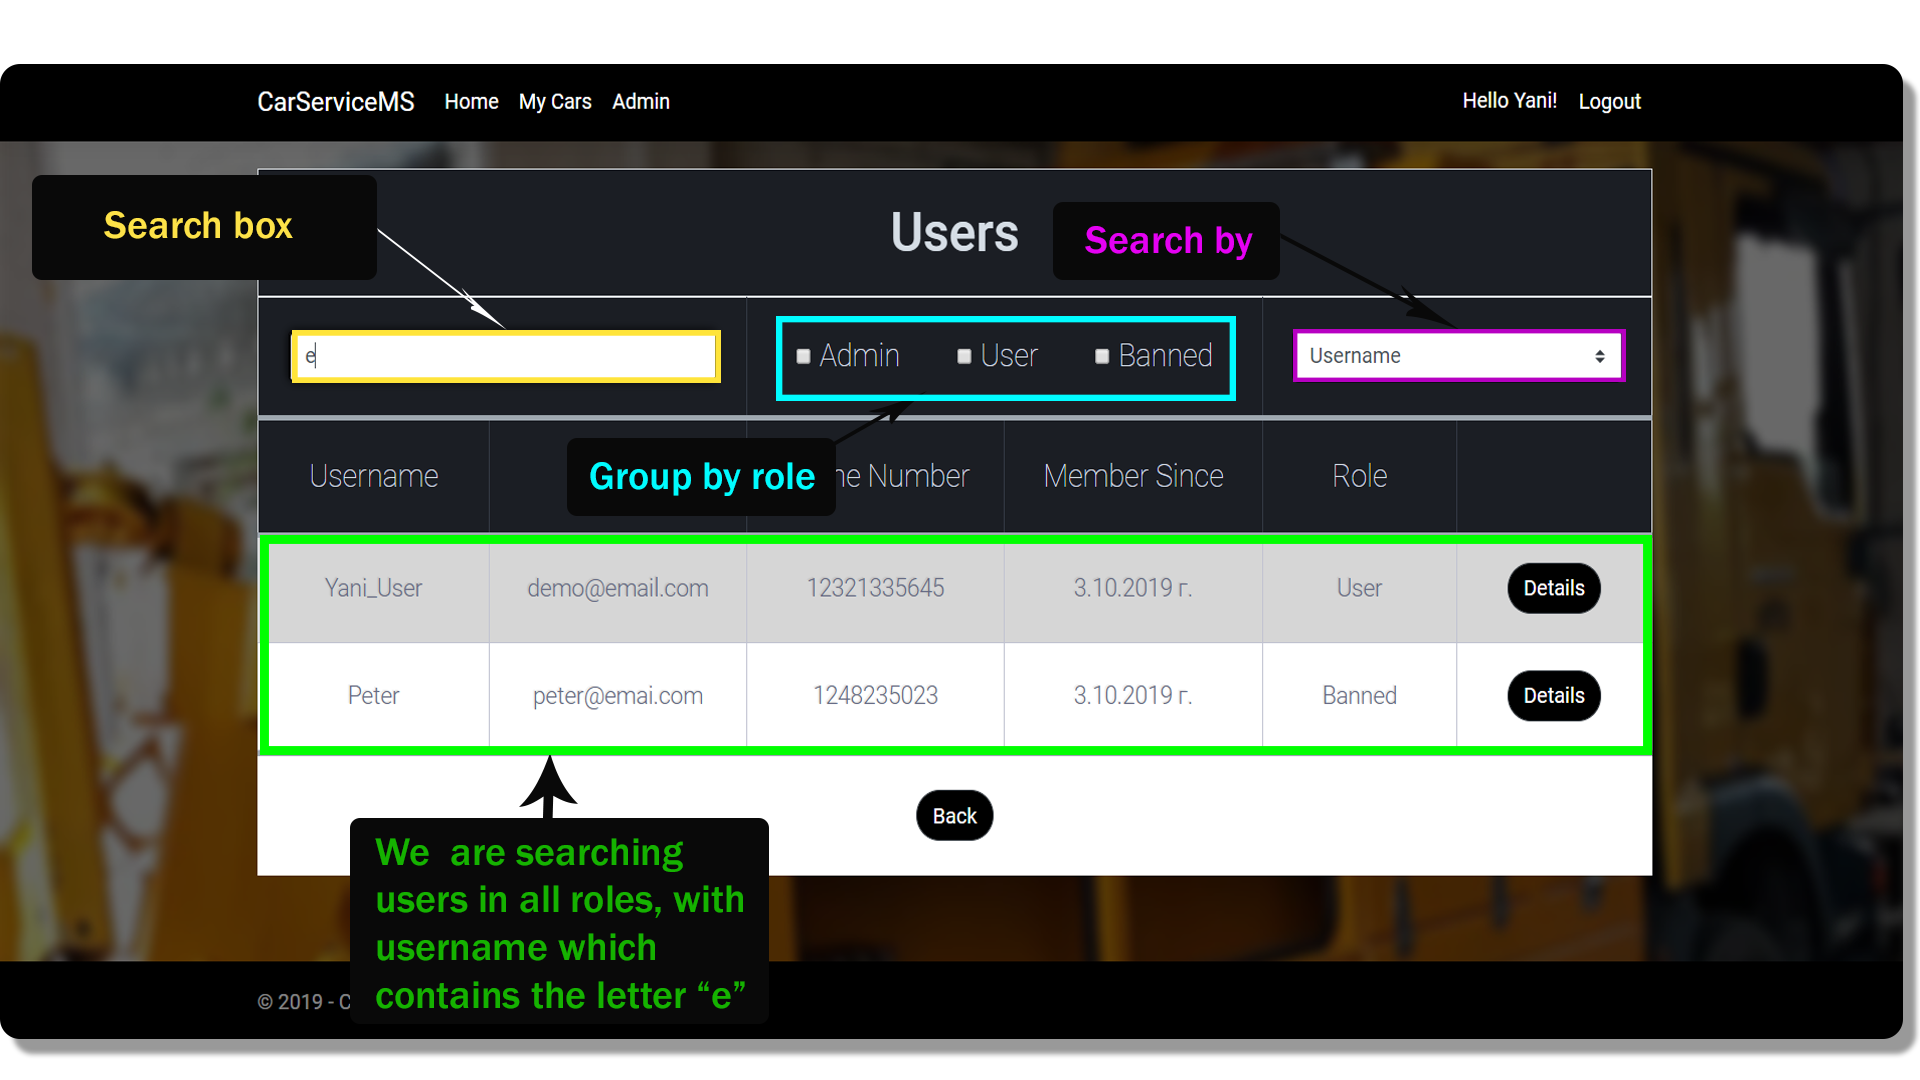 CarServiceMS Home My Cars Admin Hello Yani! Logout
Search box
Users
Search by
e
Admin User Banned
Username
Group by role
Username Number Member Since Role
Yani_User demo@email.com 12321335645 3.10.2019 г. User Details
Peter peter@emai.com 1248235023 3.10.2019 г. Banned Details
Back
We are searching
users in all roles, with
username which
contains the letter “e”
© 2019 -